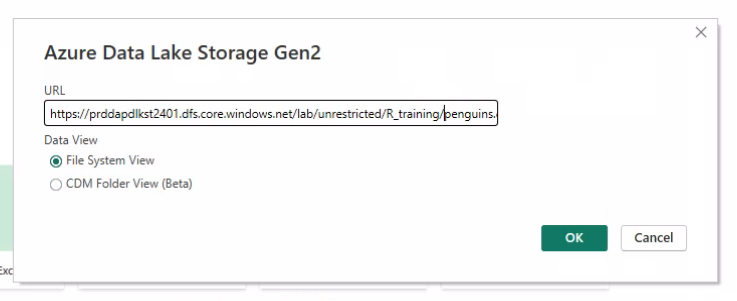 Azure Data Lake Storage Gen2
URL
https://prddapdlkst2401.dfs.core.windows.net/lab/unrestricted/R_training/penguins.
Data View
File System View
CDM Folder View (Beta)
OK
Cancel
Exc